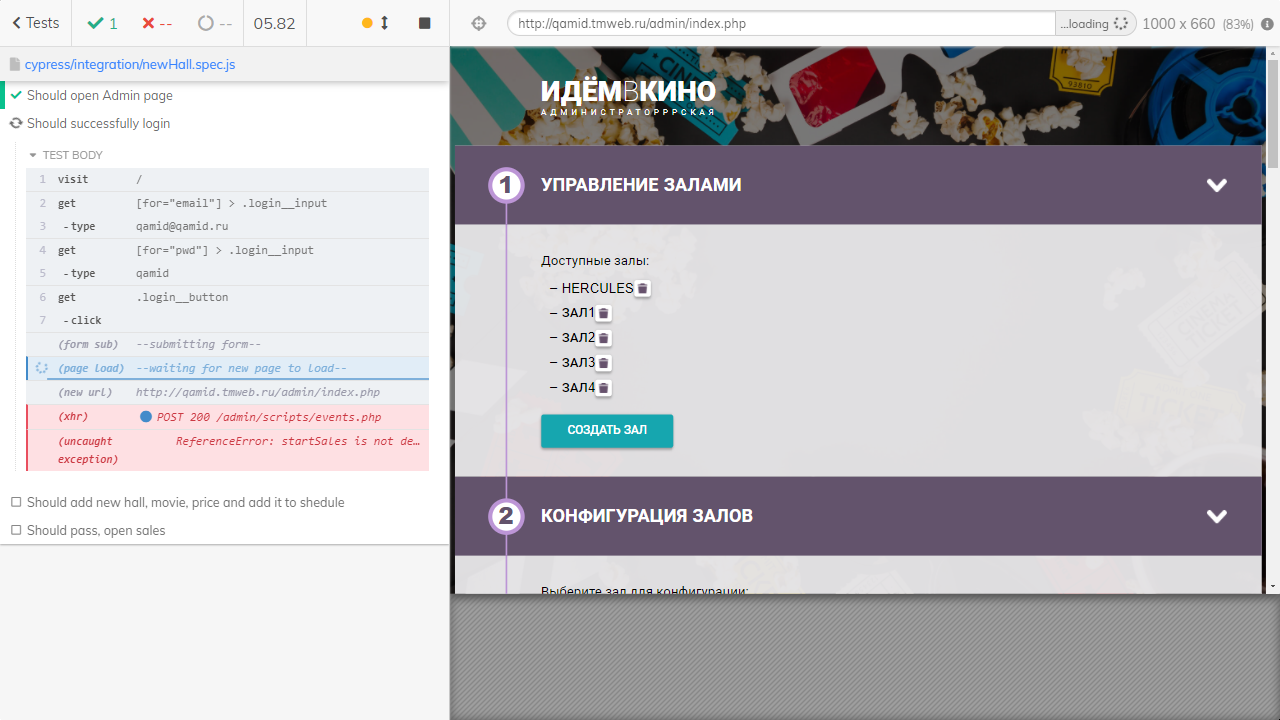 Tests
1
--
--
05.82
cypress/integration/newHall.spec.js
Should open Admin page
Should successfully login
TEST BODY
1 visit /
2 get [for="email"] > .login__input
3 - type qamid@qamid.ru
4 get [for="pwd"] > .login__input
5 - type qamid
6 get .login__button
7 - click
(form sub) --submitting form--
(page load) --waiting for new page to load--
(new url) http://qamid.tmweb.ru/admin/index.php
(xhr) POST 200 /admin/scripts/events.php
(uncaught exception) ReferenceError: startSales is not de…
Should add new hall, movie, price and add it to shedule
Should pass, open sales
http://qamid.tmweb.ru/admin/index.php
...loading
1000 x 660 (83%)
ИДЁМВКИНО
АДМИНИСТРАТОРРРСКАЯ
1 УПРАВЛЕНИЕ ЗАЛАМИ
Доступные залы:
– HERCULES
– ЗАЛ1
– ЗАЛ2
– ЗАЛ3
– ЗАЛ4
СОЗДАТЬ ЗАЛ
2 КОНФИГУРАЦИЯ ЗАЛОВ
Выберите зал для конфигурации: